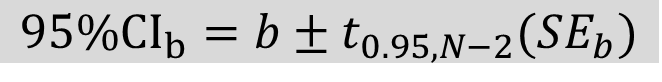 95%CI_b = b ± t_{0.95,N−2}(SE_b)